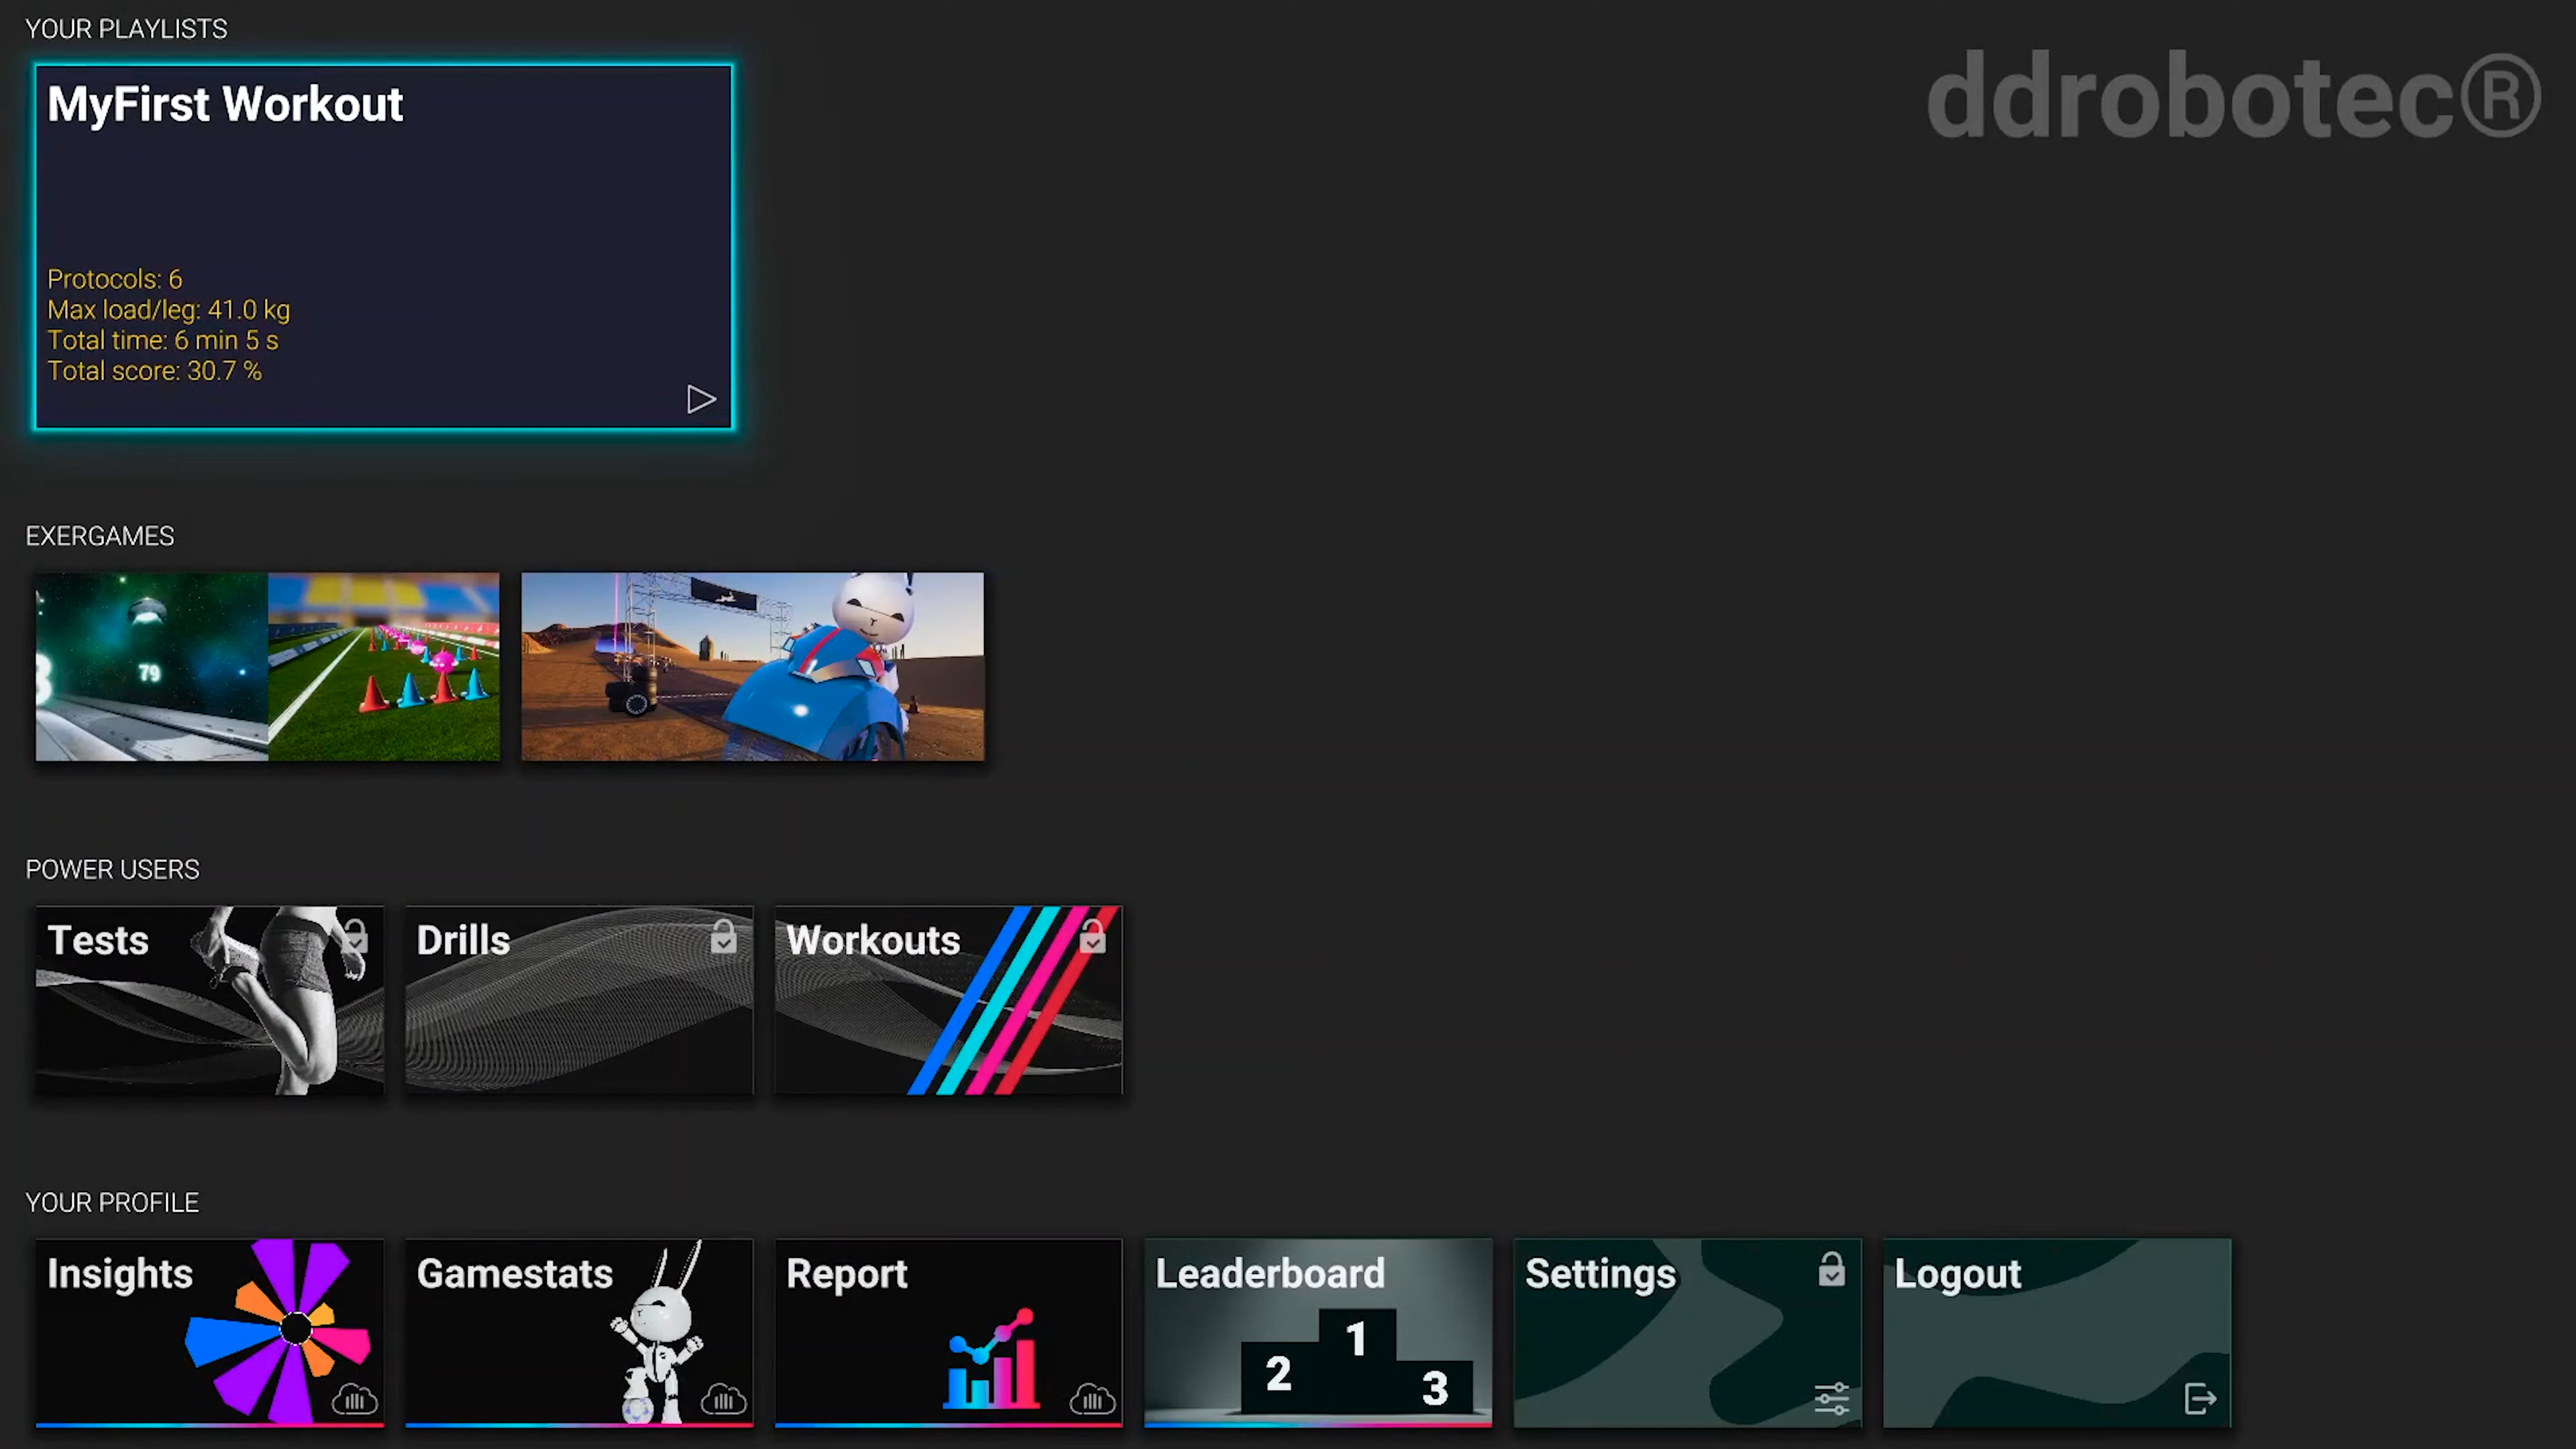 YOUR PLAYLISTS
ddrobotec®
MyFirst Workout
Protocols: 6
Max load/leg: 41.0 kg
Total time: 6 min 5 s
Total score: 30.7 %
EXERGAMES
79
POWER USERS
Tests
Drills
Workouts
YOUR PROFILE
Insights
Gamestats
Report
Leaderboard
1
2
3
Settings
Logout